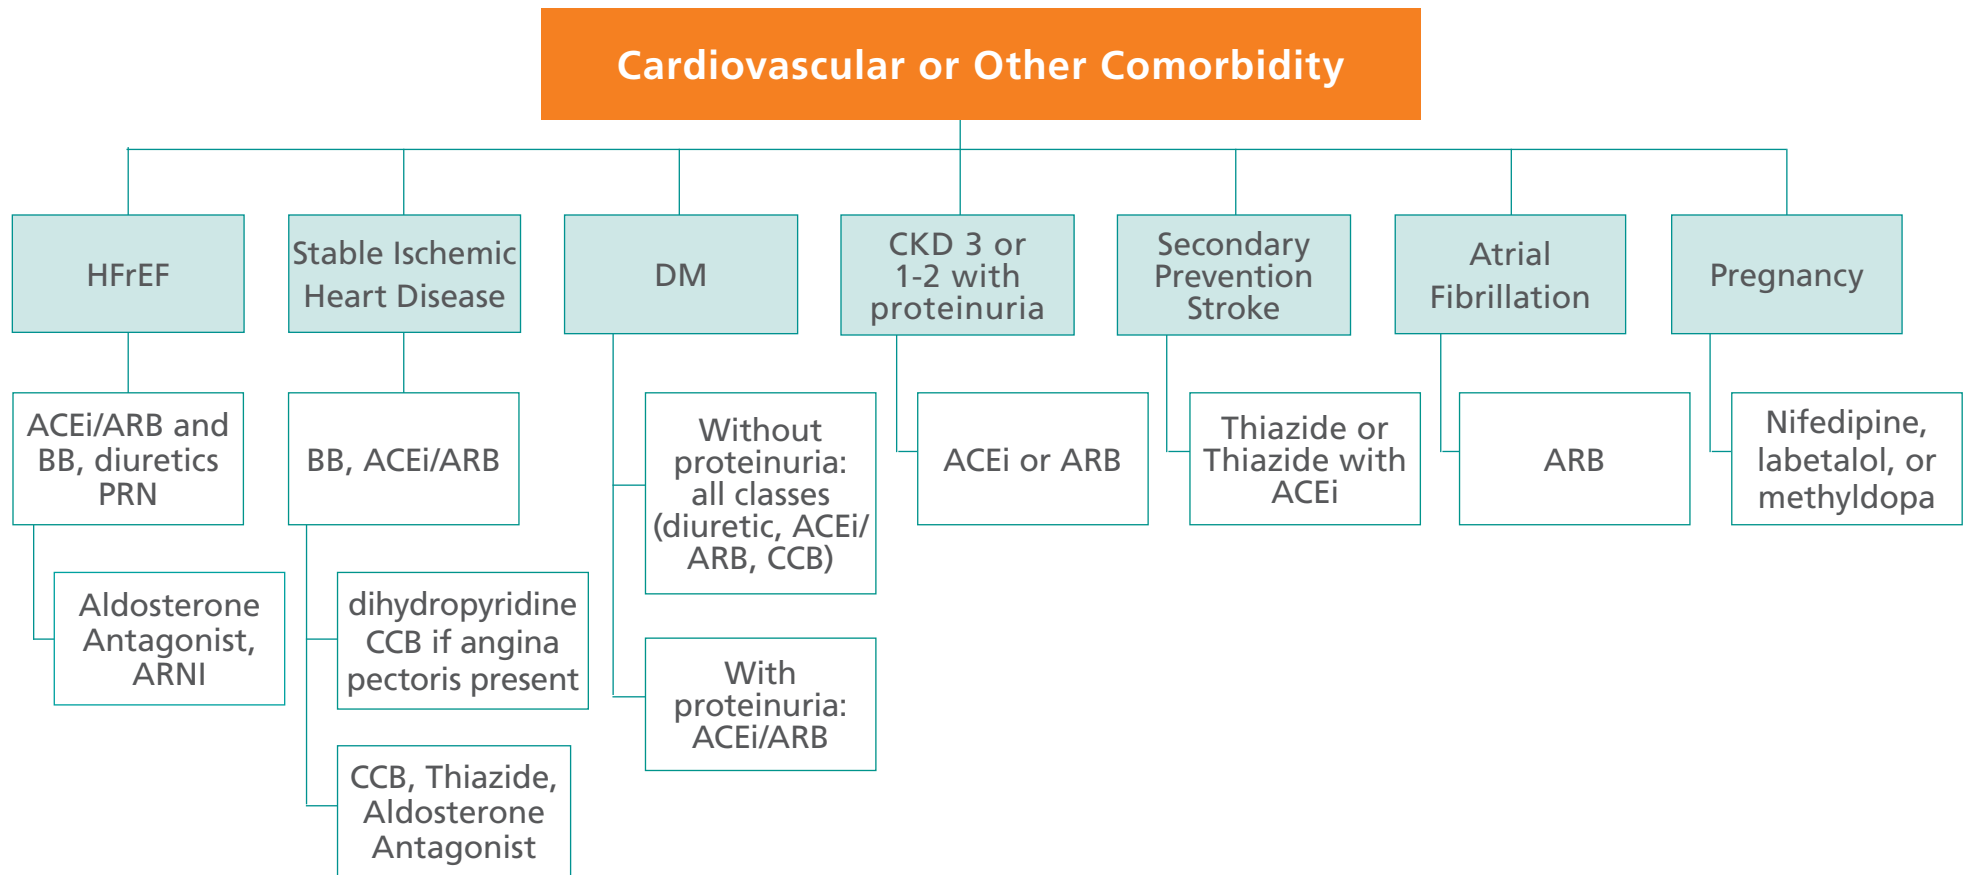 Cardiovascular or Other Comorbidity
HFrEF
Stable Ischemic
Heart Disease
DM
CKD 3 or
1-2 with
proteinuria
Secondary
Prevention
Stroke
Atrial
Fibrillation
Pregnancy
ACEi/ARB and
BB, diuretics
PRN
Aldosterone
Antagonist,
ARNI
BB, ACEi/ARB
dihydropyridine
CCB if angina
pectoris present
CCB, Thiazide,
Aldosterone
Antagonist
Without
proteinuria:
all classes
(diuretic, ACEi/
ARB, CCB)
With
proteinuria:
ACEi/ARB
ACEi or ARB
Thiazide or
Thiazide with
ACEi
ARB
Nifedipine,
labetalol, or
methyldopa